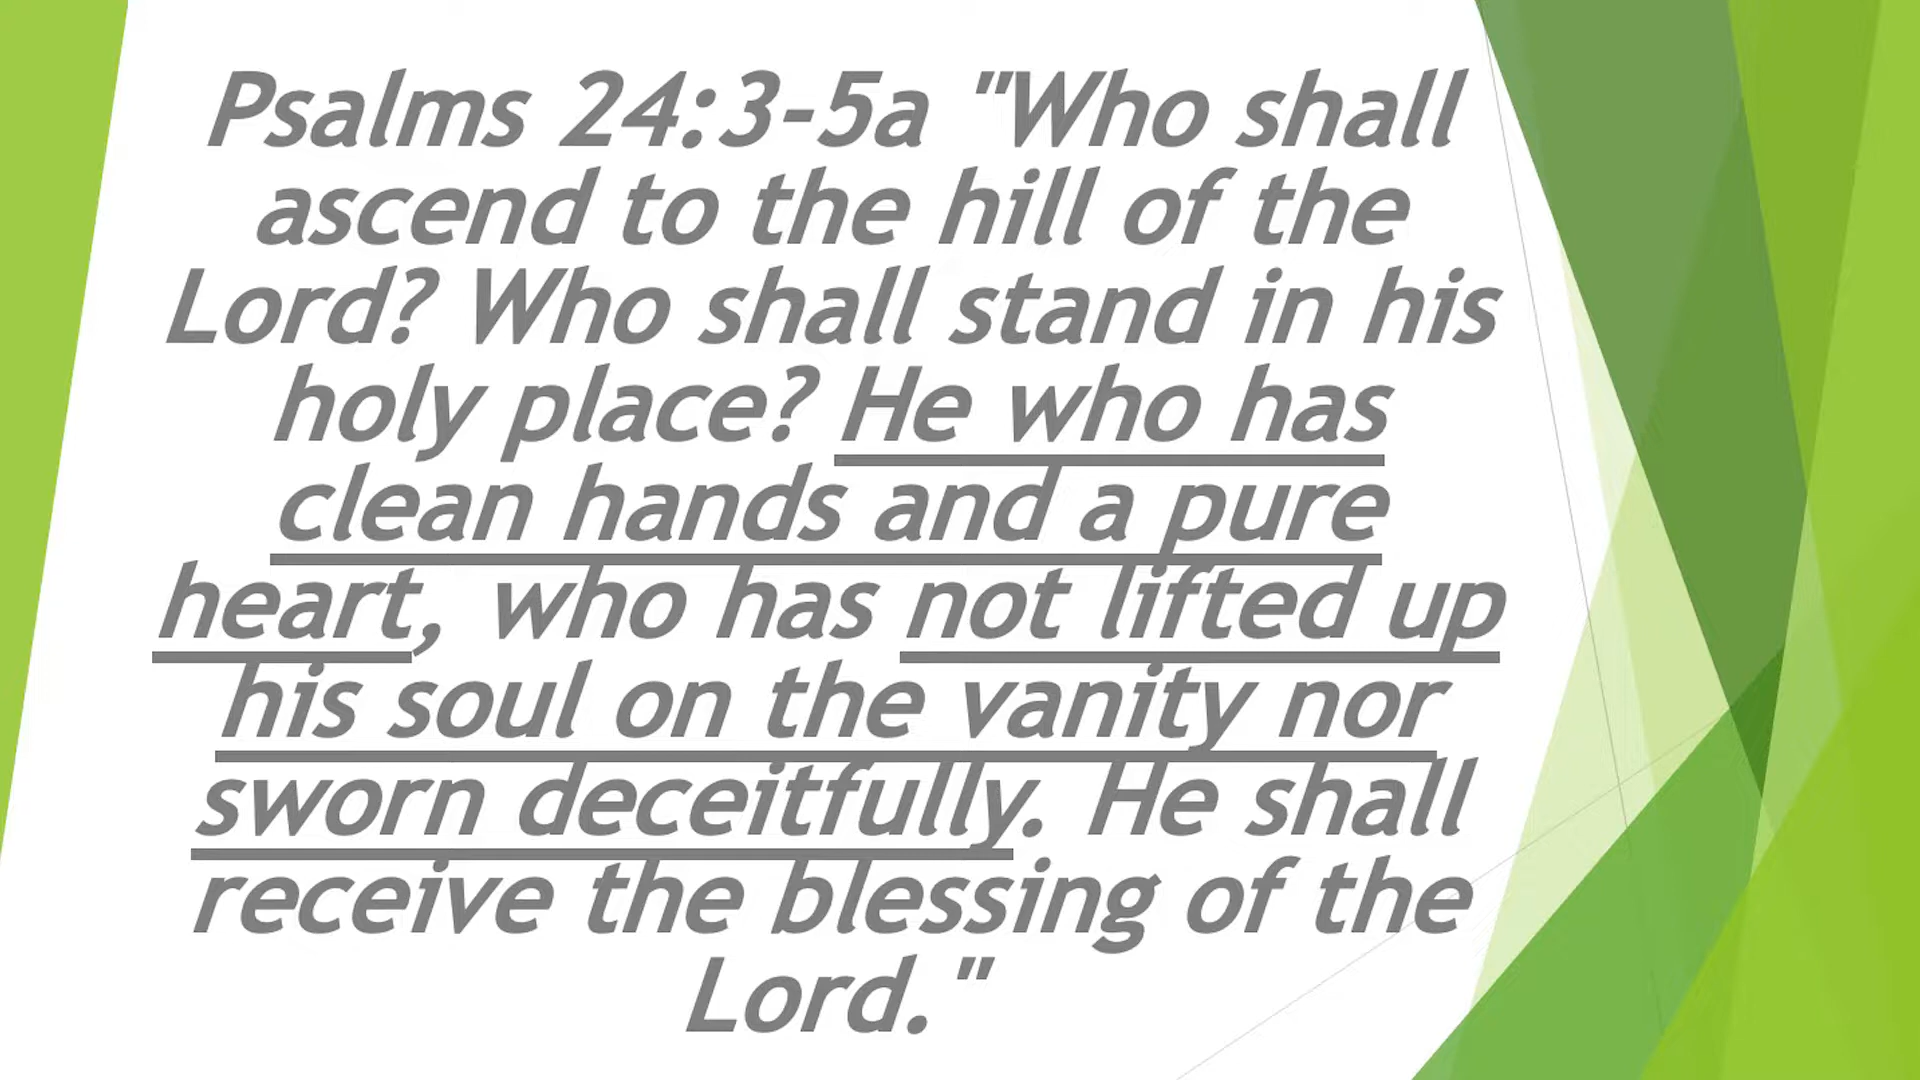 Psalms 24:3-5a "Who shall
ascend to the hill of the
Lord? Who shall stand in his
holy place? He who has
clean hands and a pure
heart, who has not lifted up
his soul on the vanity nor
sworn deceitfully. He shall
receive the blessing of the
Lord."